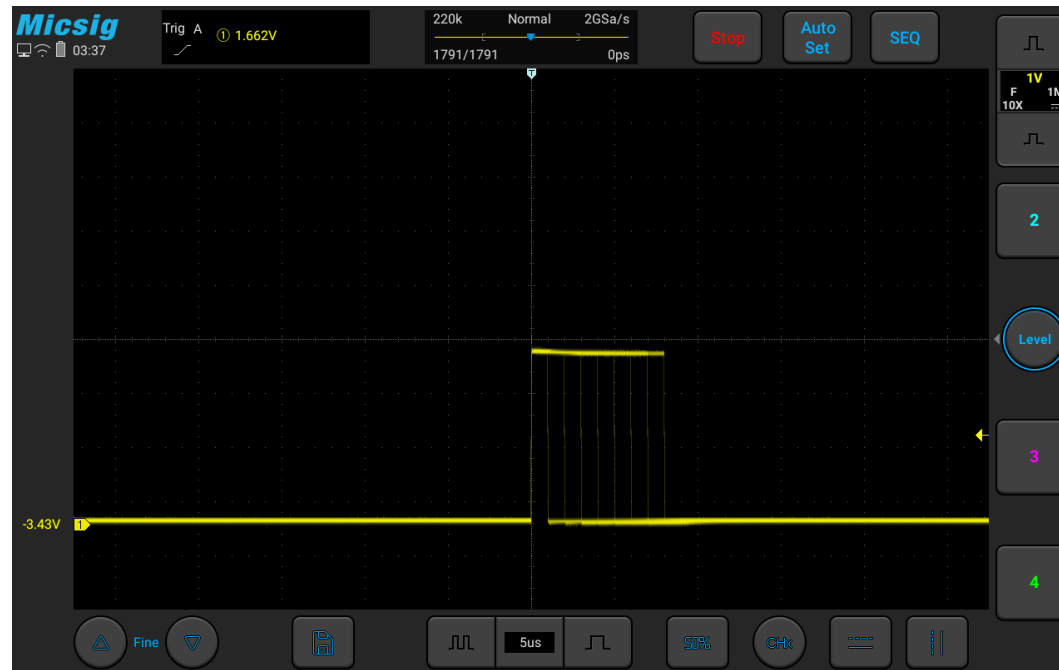 Micsig
03:37
Trig A ① 1.662V
220k Normal 2GSa/s
1791/1791 0ps
Stop
Auto
Set
SEQ
T
1V
F 1M
10X
2
Level
3
4
-3.43V 1
Fine
5us
50%
CHx